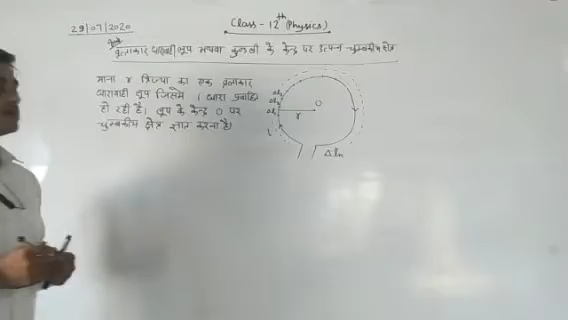 29/07/2020
Class - 12th (Physics)
वृत्ताकार धारावाही लूप अथवा कुण्डली के केन्द्र पर उत्पन्न चुम्बकीय क्षेत्र
माना r त्रिज्या का एक वृत्ताकार
धारावाही लूप जिसमें i धारा प्रवाहित
हो रही है। लूप के केन्द्र O पर
चुम्बकीय क्षेत्र ज्ञात करना है।
O
r
i
Δln